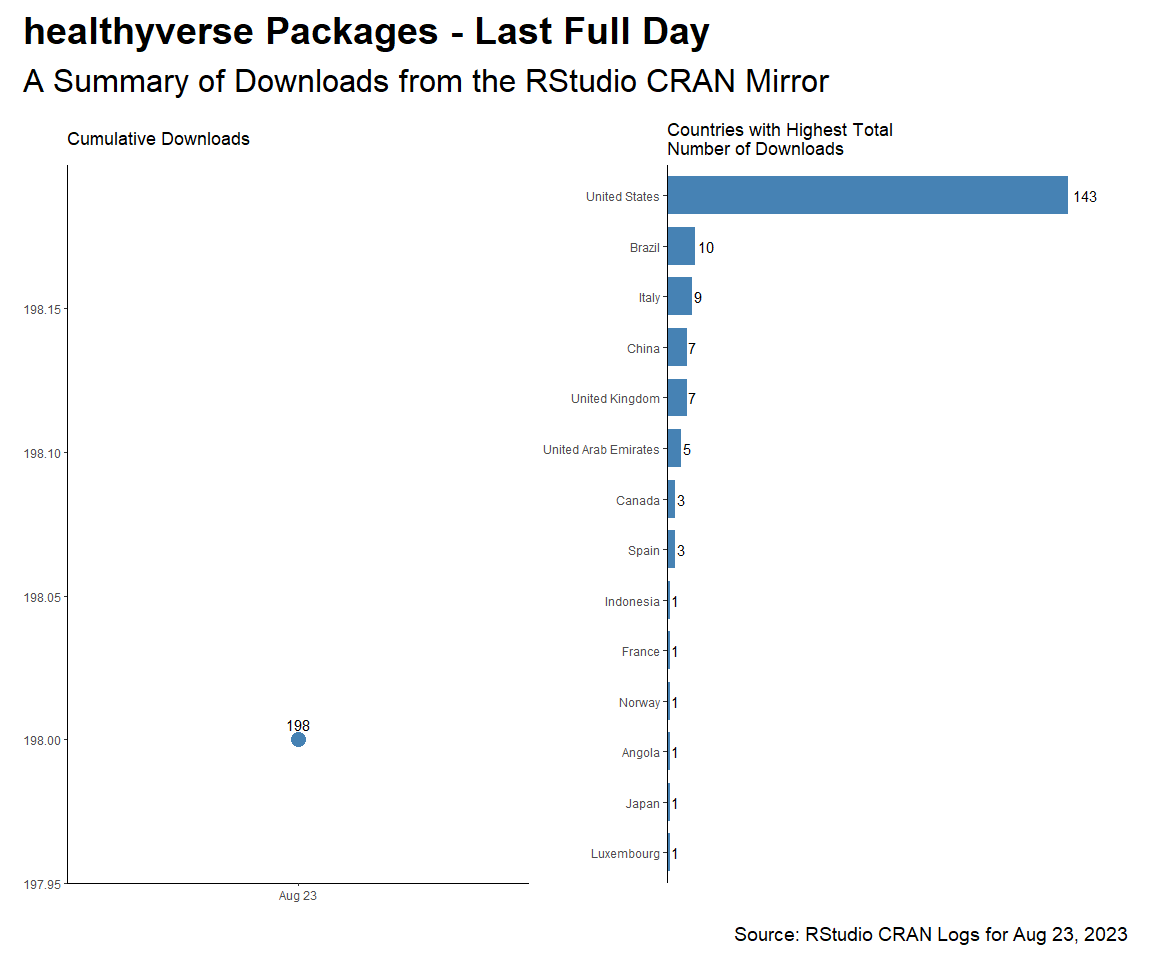 healthyverse Packages - Last Full Day
A Summary of Downloads from the RStudio CRAN Mirror
Cumulative Downloads
198.15
198.10
198.05
198.00
197.95
198
Aug 23
Countries with Highest Total
Number of Downloads
United States 143
Brazil 10
Italy 9
China 7
United Kingdom 7
United Arab Emirates 5
Canada 3
Spain 3
Indonesia 1
France 1
Norway 1
Angola 1
Japan 1
Luxembourg 1
Source: RStudio CRAN Logs for Aug 23, 2023